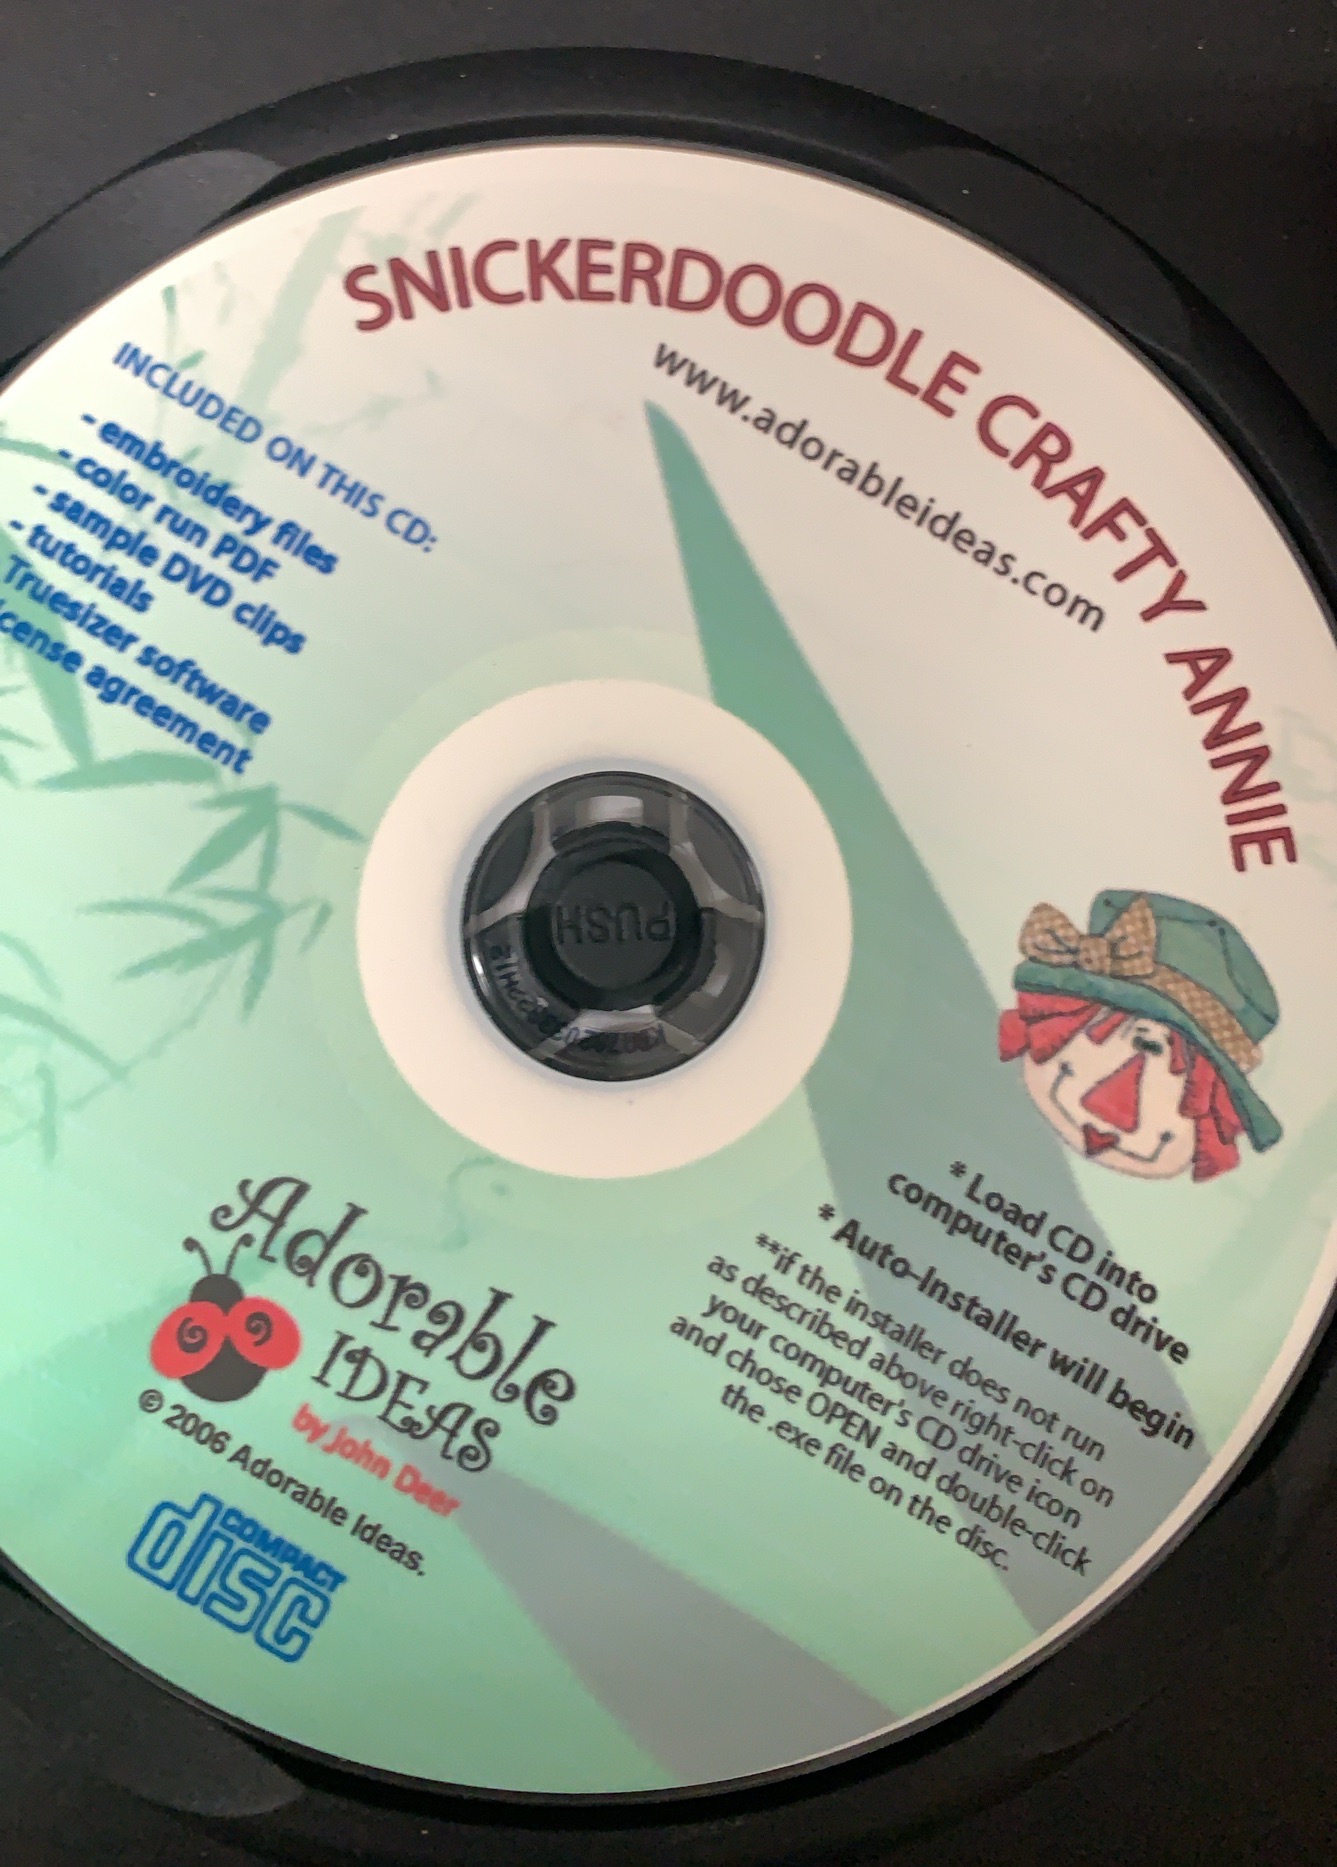 SNICKERDOODLE CRAFTY ANNIE
www.adorableideas.com
INCLUDED ON THIS CD:
- embroidery files
- color run PDF
- sample DVD clips
- tutorials
Truesizer software
agreement
PUSH
* Load CD into
computer's CD drive
* Auto-Installer will begin
**if the installer does not run
as described above right-click on
your computer's CD drive icon
and chose OPEN and double-click
the .exe file on the disc.
Adorable
IDEAS
by John Deer
© 2006 Adorable Ideas.
COMPACT
disc